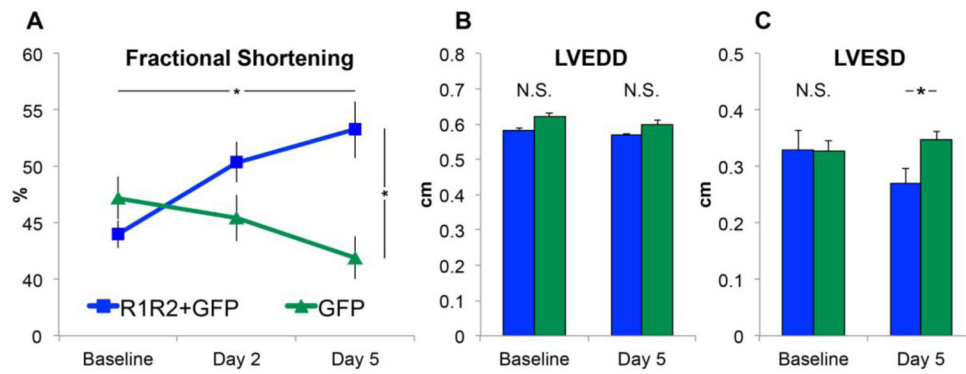 A
Fractional Shortening
60
55
50
45
40
0
%
*
*
R1R2+GFP
GFP
Baseline
Day 2
Day 5
B
LVEDD
0.8
0.7
0.6
0.5
0.4
0.3
0.2
0.1
0
cm
N.S.
N.S.
Baseline
Day 5
C
LVESD
0.5
0.4
0.3
0.2
0.1
0
cm
N.S.
-*-
Baseline
Day 5